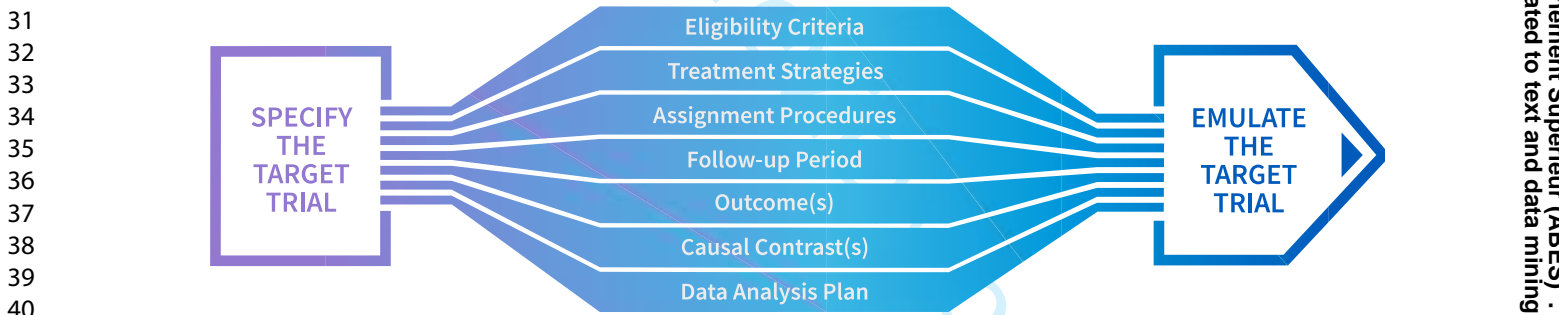 31
32
33
34
35
36
37
38
39
40
SPECIFY
THE
TARGET
TRIAL
Eligibility Criteria
Treatment Strategies
Assignment Procedures
Follow-up Period
Outcome(s)
Causal Contrast(s)
Data Analysis Plan
EMULATE
THE
TARGET
TRIAL
Superieur (ABES) .
to text and data mining